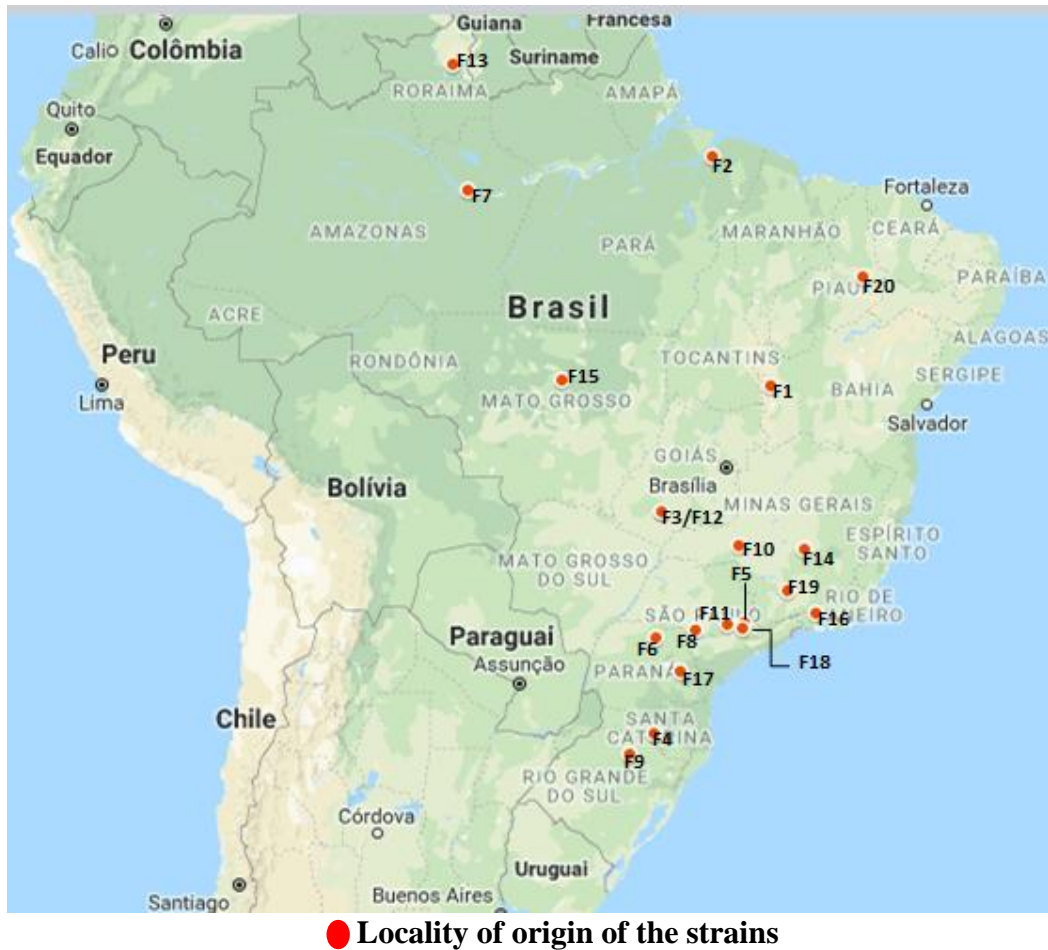 Guiana
Francesa
Calio
Colômbia
Suriname
F13
RORAIMA
AMAPÁ
Quito
Equador
F2
F7
Fortaleza
AMAZONAS
MARANHÃO
CEARÁ
PARÁ
PIAU
F20
PARAÍBA
Brasil
ACRE
ALAGOAS
Peru
RONDÔNIA
TOCANTINS
SERGIPE
F15
F1
BAHIA
Lima
MATO GROSSO
Salvador
GOIÁS
Bolívia
Brasília
MINAS GERAIS
F3/F12
ESPÍRITO
SANTO
F10
F14
MATO GROSSO
DO SUL
F5
F19
RIO DE
JANEIRO
SÃO PAULO
F11
F16
Paraguai
F6
F8
Assunção
F18
PARANÁ
F17
Chile
SANTA
CATARINA
F4
F9
RIO GRANDE
DO SUL
Córdova
Uruguai
Santiago
Buenos Aires
Locality of origin of the strains